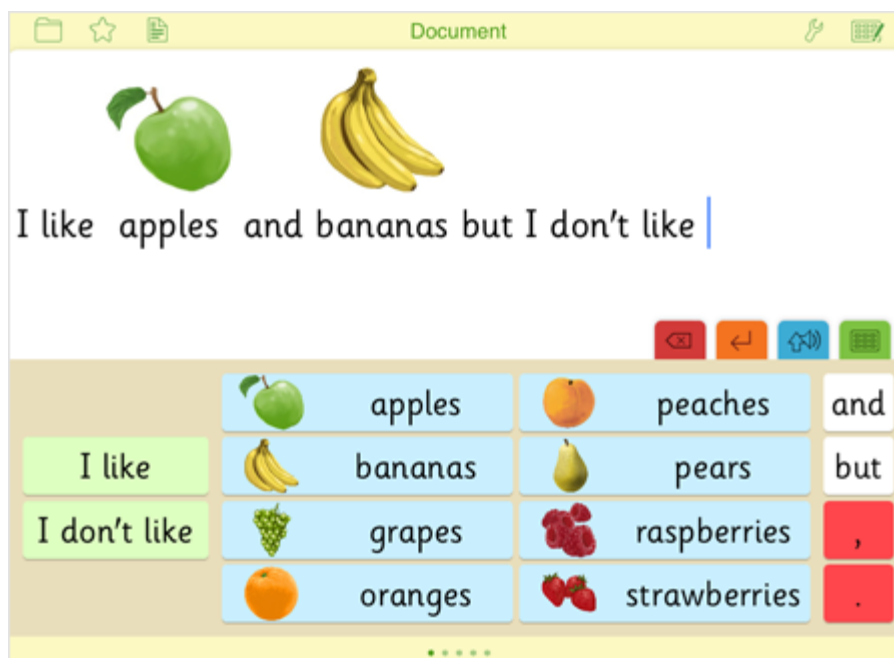 Document
I like apples and bananas but I don't like
apples peaches and
I like bananas pears but
I don't like grapes raspberries ,
oranges strawberries .